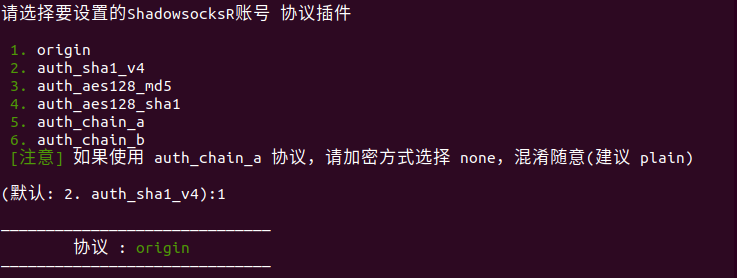 请选择要设置的ShadowsocksR账号 协议插件
1. origin
2. auth_sha1_v4
3. auth_aes128_md5
4. auth_aes128_sha1
5. auth_chain_a
6. auth_chain_b
[注意] 如果使用 auth_chain_a 协议，请加密方式选择 none，混淆随意(建议 plain)
(默认: 2. auth_sha1_v4):1
——————————————————————————————
协议 : origin
——————————————————————————————